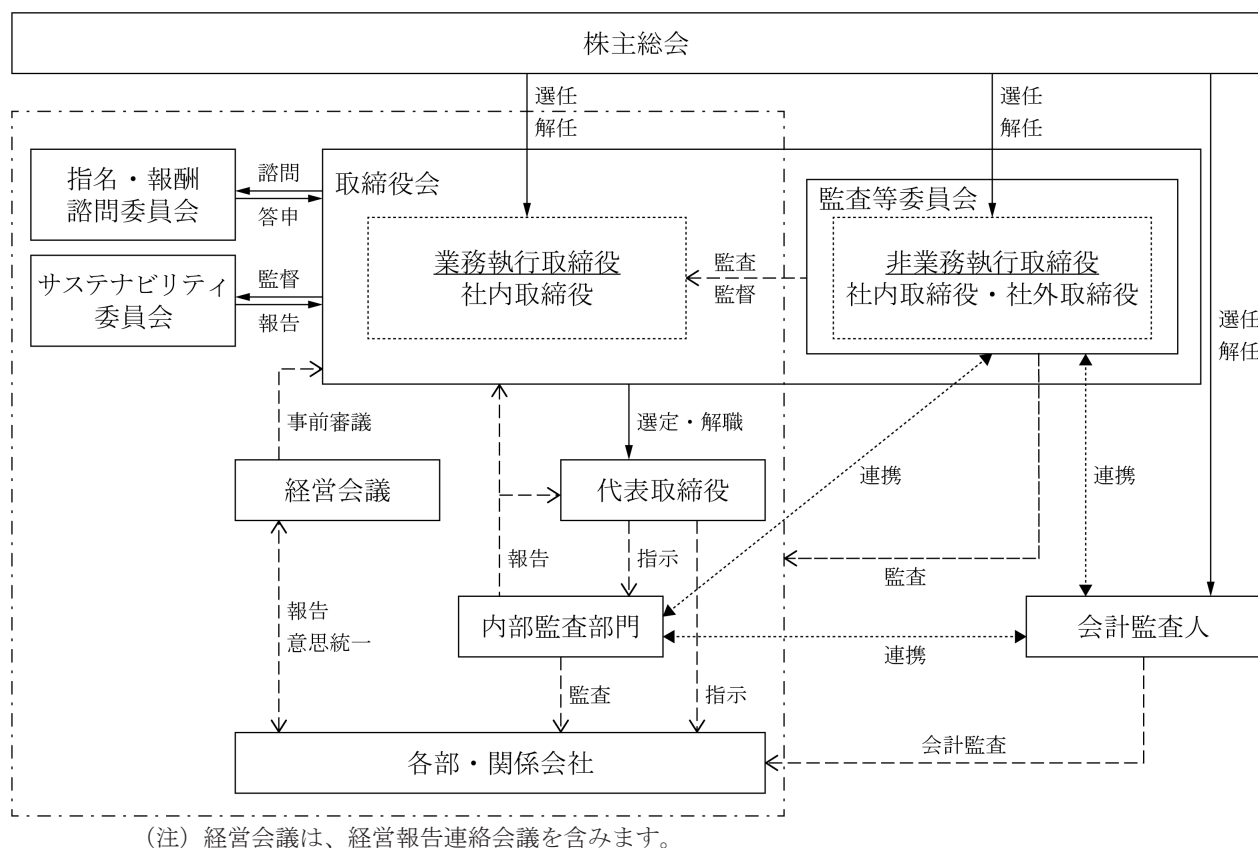 株主総会
選任
解任
選任
解任
選任
解任
指名・報酬
諮問委員会
諮問
答申
取締役会
監査等委員会
業務執行取締役
社内取締役
監査
監督
非業務執行取締役
社内取締役・社外取締役
サステナビリティ
委員会
監督
報告
事前審議
選定・解職
経営会議
代表取締役
連携
連携
報告
指示
監査
報告
意思統一
内部監査部門
会計監査人
連携
監査
指示
会計監査
各部・関係会社
(注) 経営会議は、経営報告連絡会議を含みます。